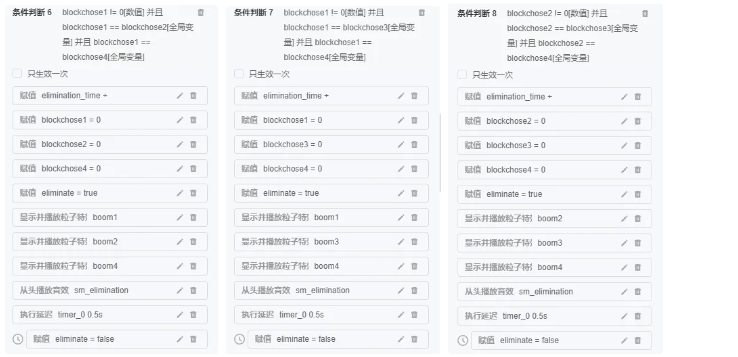 条件判断 6
blockchose1 != 0[数值] 并且
blockchose1 == blockchose2[全局变
量] 并且 blockchose1 ==
blockchose4[全局变量]
只生效一次
赋值 elimination_time +
赋值 blockchose1 = 0
赋值 blockchose2 = 0
赋值 blockchose4 = 0
赋值 eliminate = true
显示并播放粒子特 boom1
显示并播放粒子特 boom2
显示并播放粒子特 boom4
从头播放音效 sm_elimination
执行延迟 timer_0 0.5s
赋值 eliminate = false
条件判断 7
blockchose1 != 0[数值] 并且
blockchose1 == blockchose3[全局变
量] 并且 blockchose1 ==
blockchose4[全局变量]
只生效一次
赋值 elimination_time +
赋值 blockchose1 = 0
赋值 blockchose3 = 0
赋值 blockchose4 = 0
赋值 eliminate = true
显示并播放粒子特 boom1
显示并播放粒子特 boom3
显示并播放粒子特 boom4
从头播放音效 sm_elimination
执行延迟 timer_0 0.5s
赋值 eliminate = false
条件判断 8
blockchose2 != 0[数值] 并且
blockchose2 == blockchose3[全局变
量] 并且 blockchose2 ==
blockchose4[全局变量]
只生效一次
赋值 elimination_time +
赋值 blockchose2 = 0
赋值 blockchose3 = 0
赋值 blockchose4 = 0
赋值 eliminate = true
显示并播放粒子特 boom2
显示并播放粒子特 boom3
显示并播放粒子特 boom4
从头播放音效 sm_elimination
执行延迟 timer_0 0.5s
赋值 eliminate = false